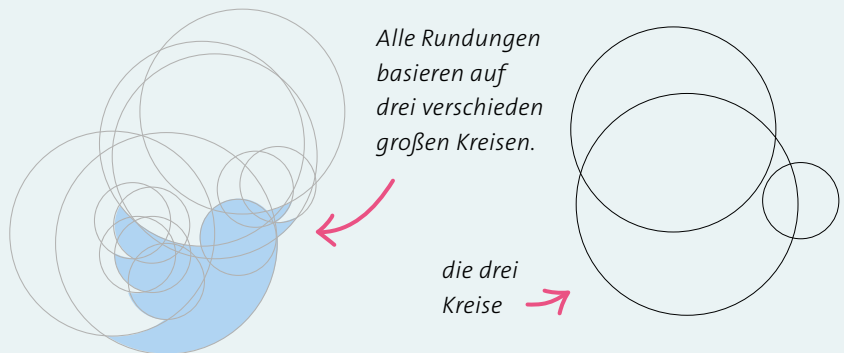 Alle Rundungen
basieren auf
drei verschieden
großen Kreisen.
die drei
Kreise